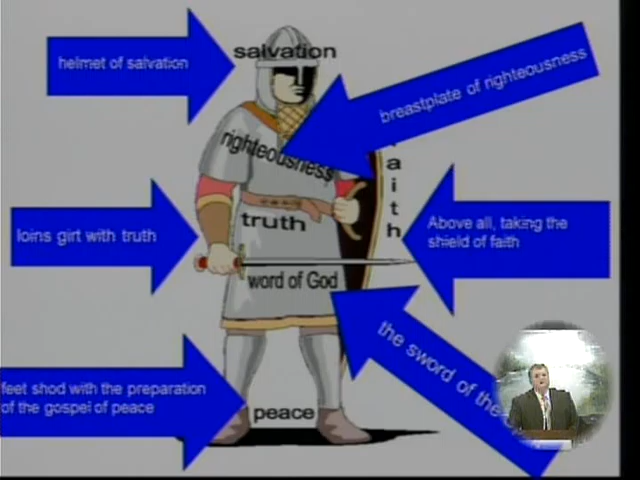 salvation
helmet of salvation
breastplate of righteousness
righteousness
aith
truth
loins girt with truth
Above all, taking the
shield of faith
word of God
the sword of the
feet shod with the preparation
of the gospel of peace
peace